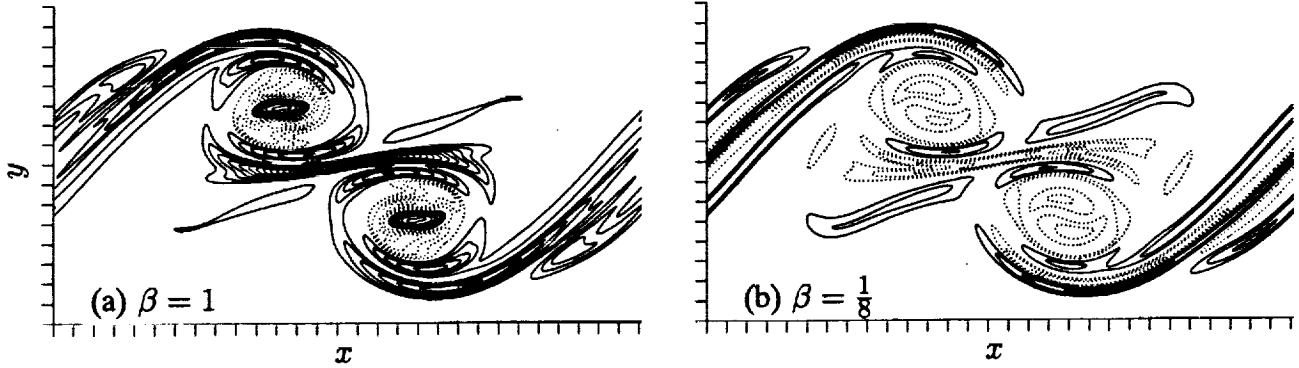 y
(a) β = 1
x
(b) β = 1/8
x